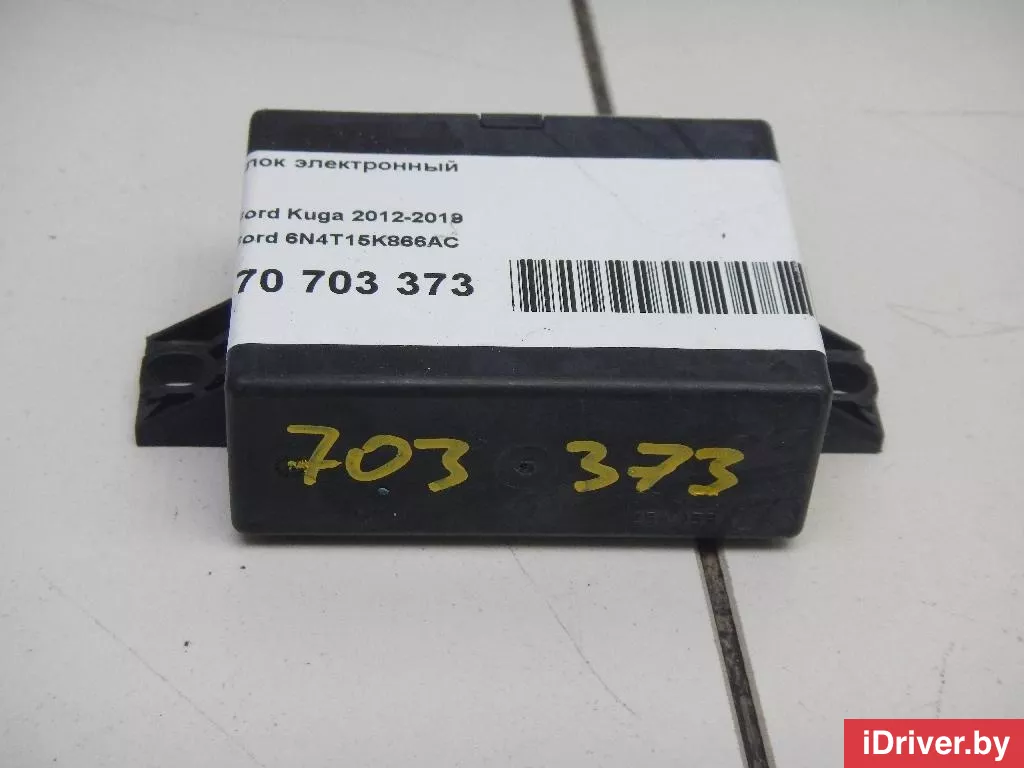 лок электронный
ord Kuga 2012-2019
ord 6N4T15K866AC
70 703 373
703 373
iDriver.by